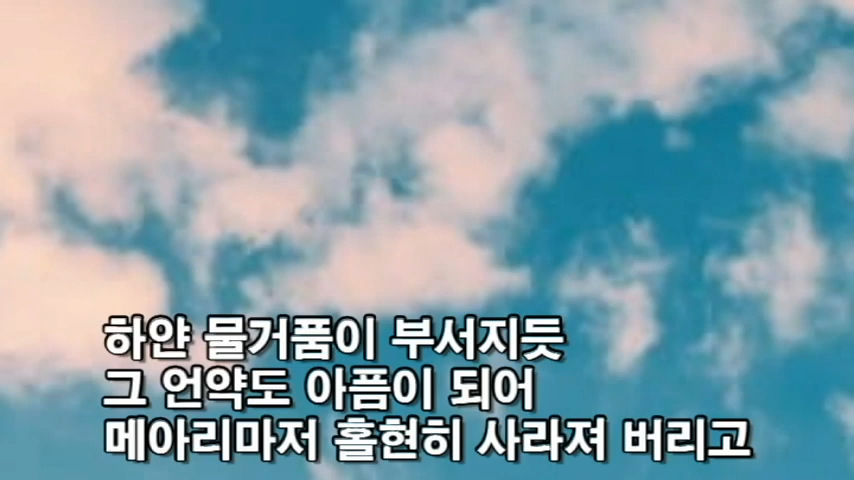 하얀 물거품이 부서지듯
그 언약도 아픔이 되어
메아리마저 홀현히 사라져 버리고